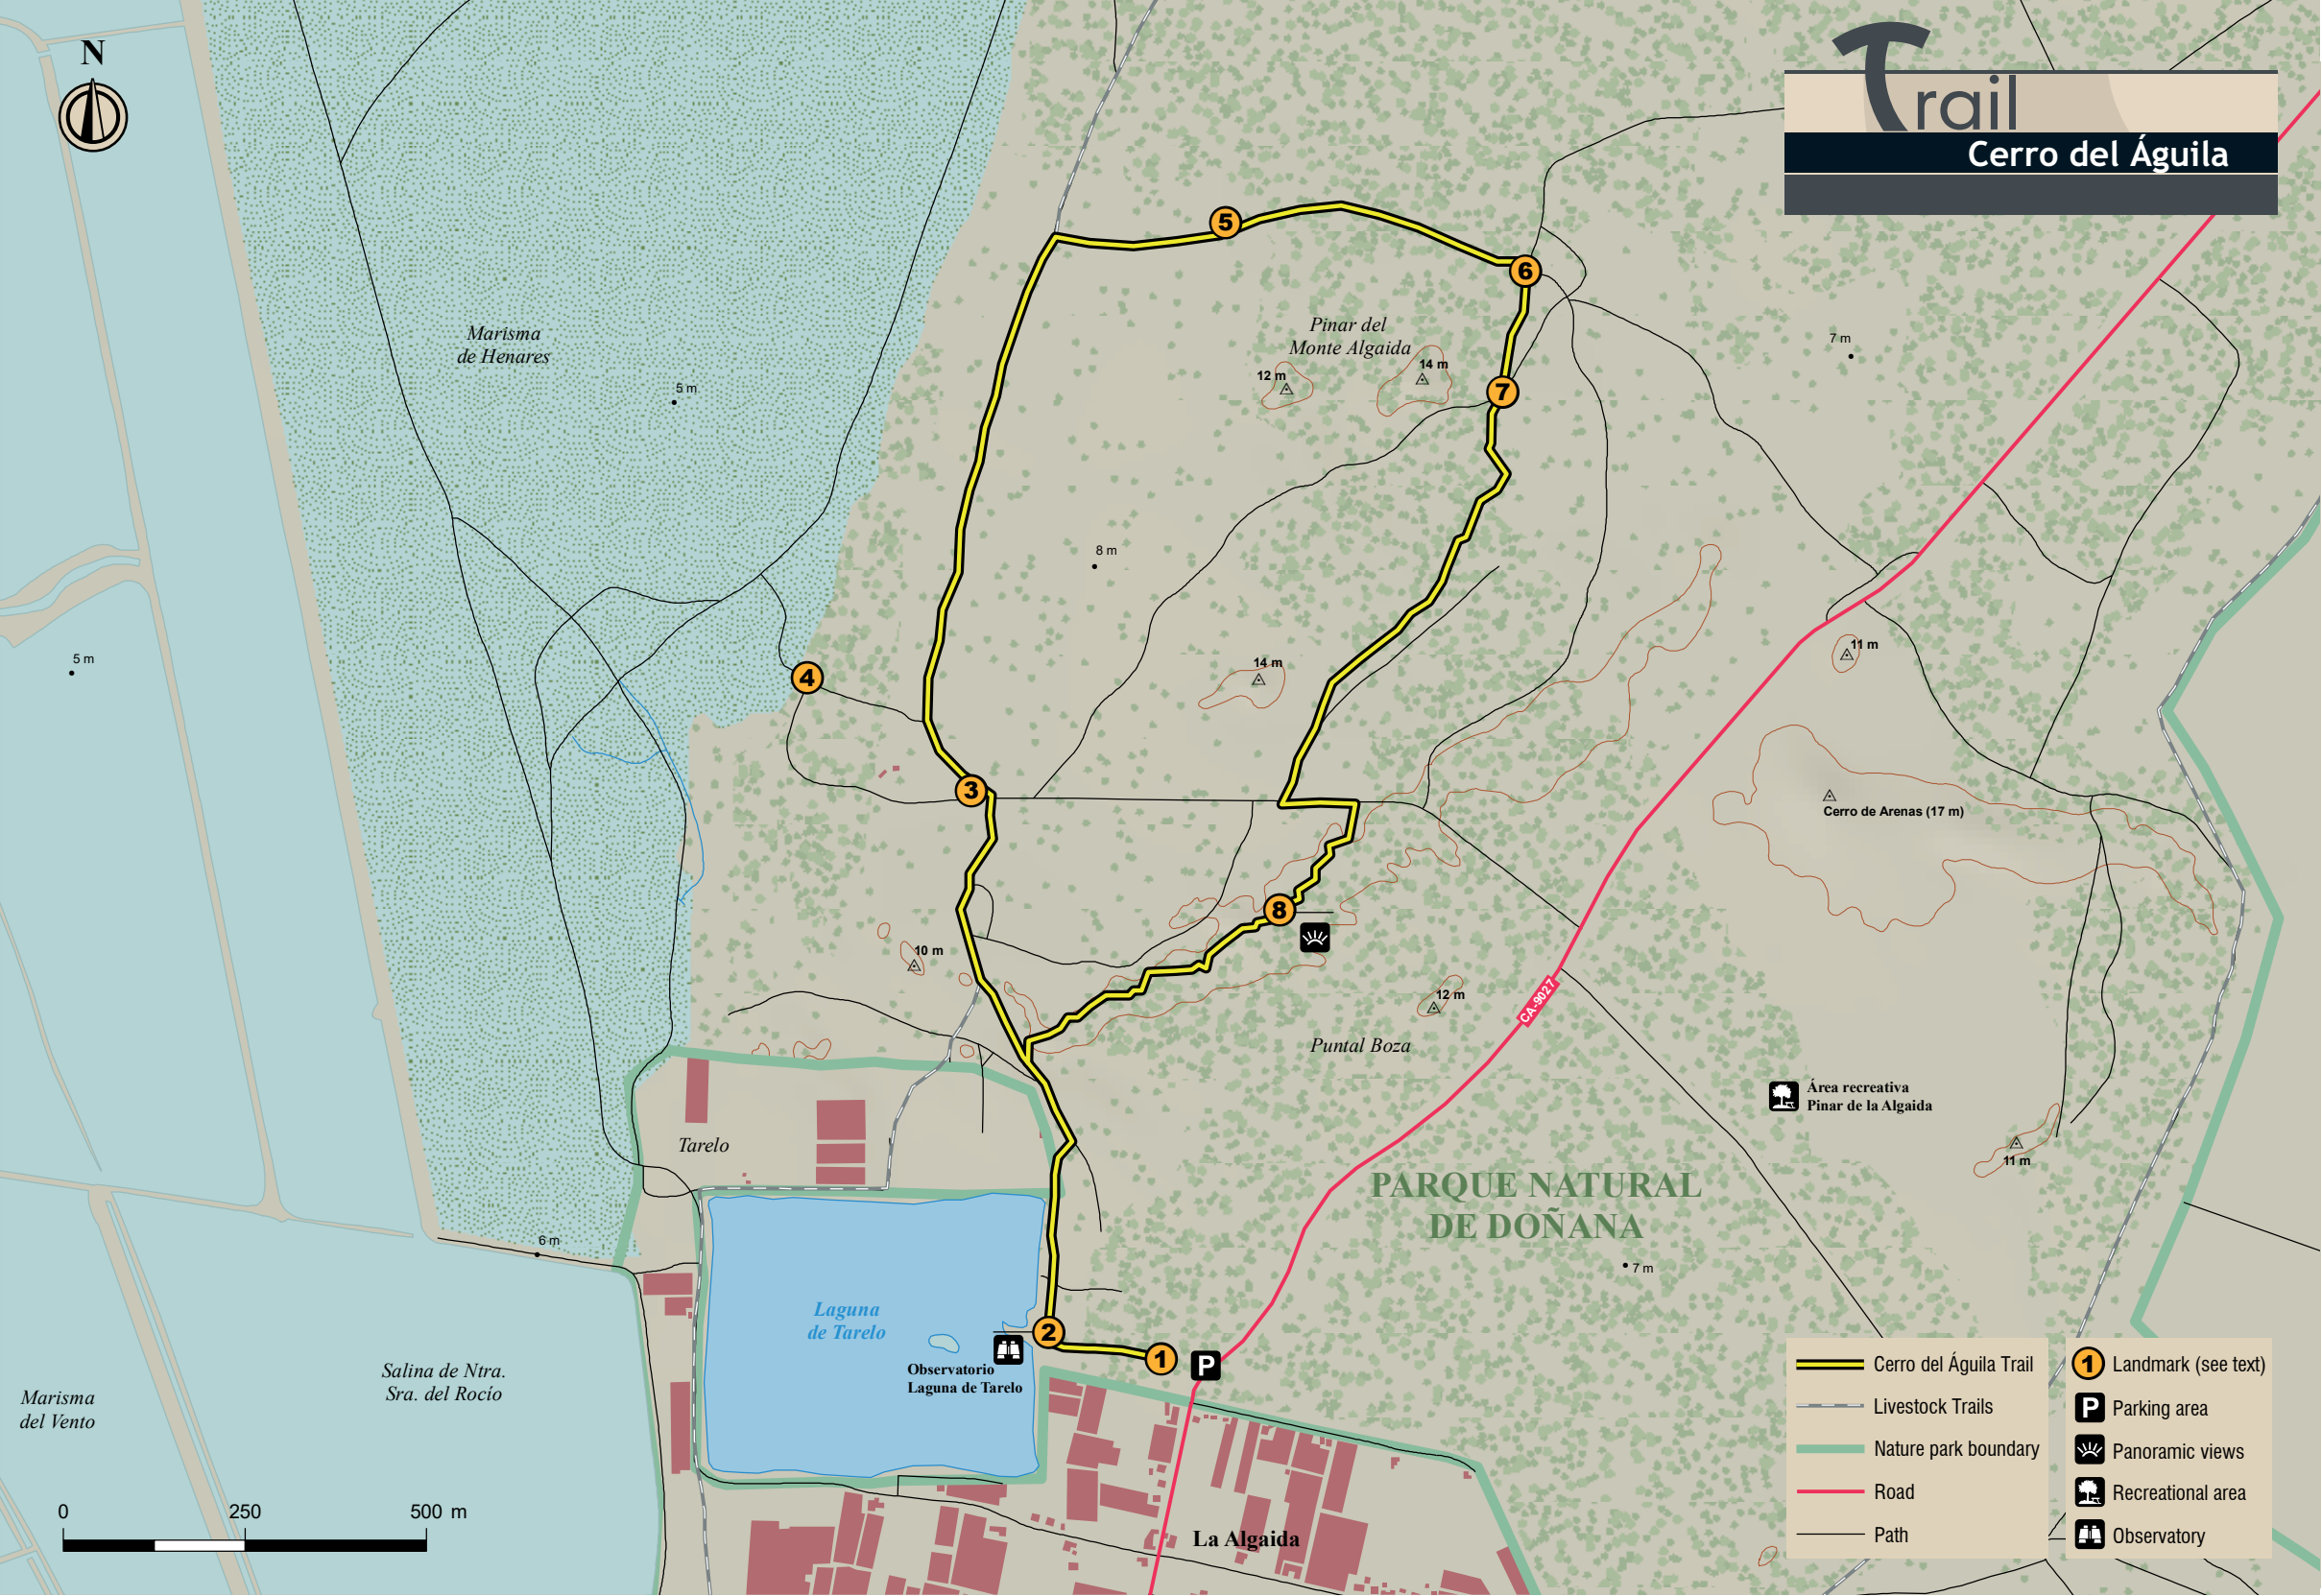 N
Trail
Cerro del Águila
5
6
Pinar del
Monte Algaida
Marisma
de Henares
7 m
14 m
12 m
5 m
7
8 m
11 m
5 m
14 m
4
3
Cerro de Arenas (17 m)
8
10 m
12 m
CA-9027
Puntal Boza
Área recreativa
Pinar de la Algaida
Tarelo
11 m
PARQUE NATURAL
DE DOÑANA
6 m
7 m
Laguna
de Tarelo
2
1
P
Observatorio
Laguna de Tarelo
Salina de Ntra.
Sra. del Rocío
Marisma
del Vento
La Algaida
0 250 500 m
Cerro del Águila Trail
Livestock Trails
Nature park boundary
Road
Path
1 Landmark (see text)
P Parking area
Panoramic views
Recreational area
Observatory